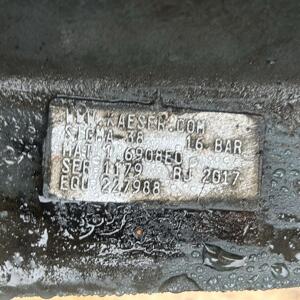 WWW.KAESER.COM
SIGMA 38 16 BAR
MAT 1.6908E0
SER 1179 BJ 2017
EQU 227988